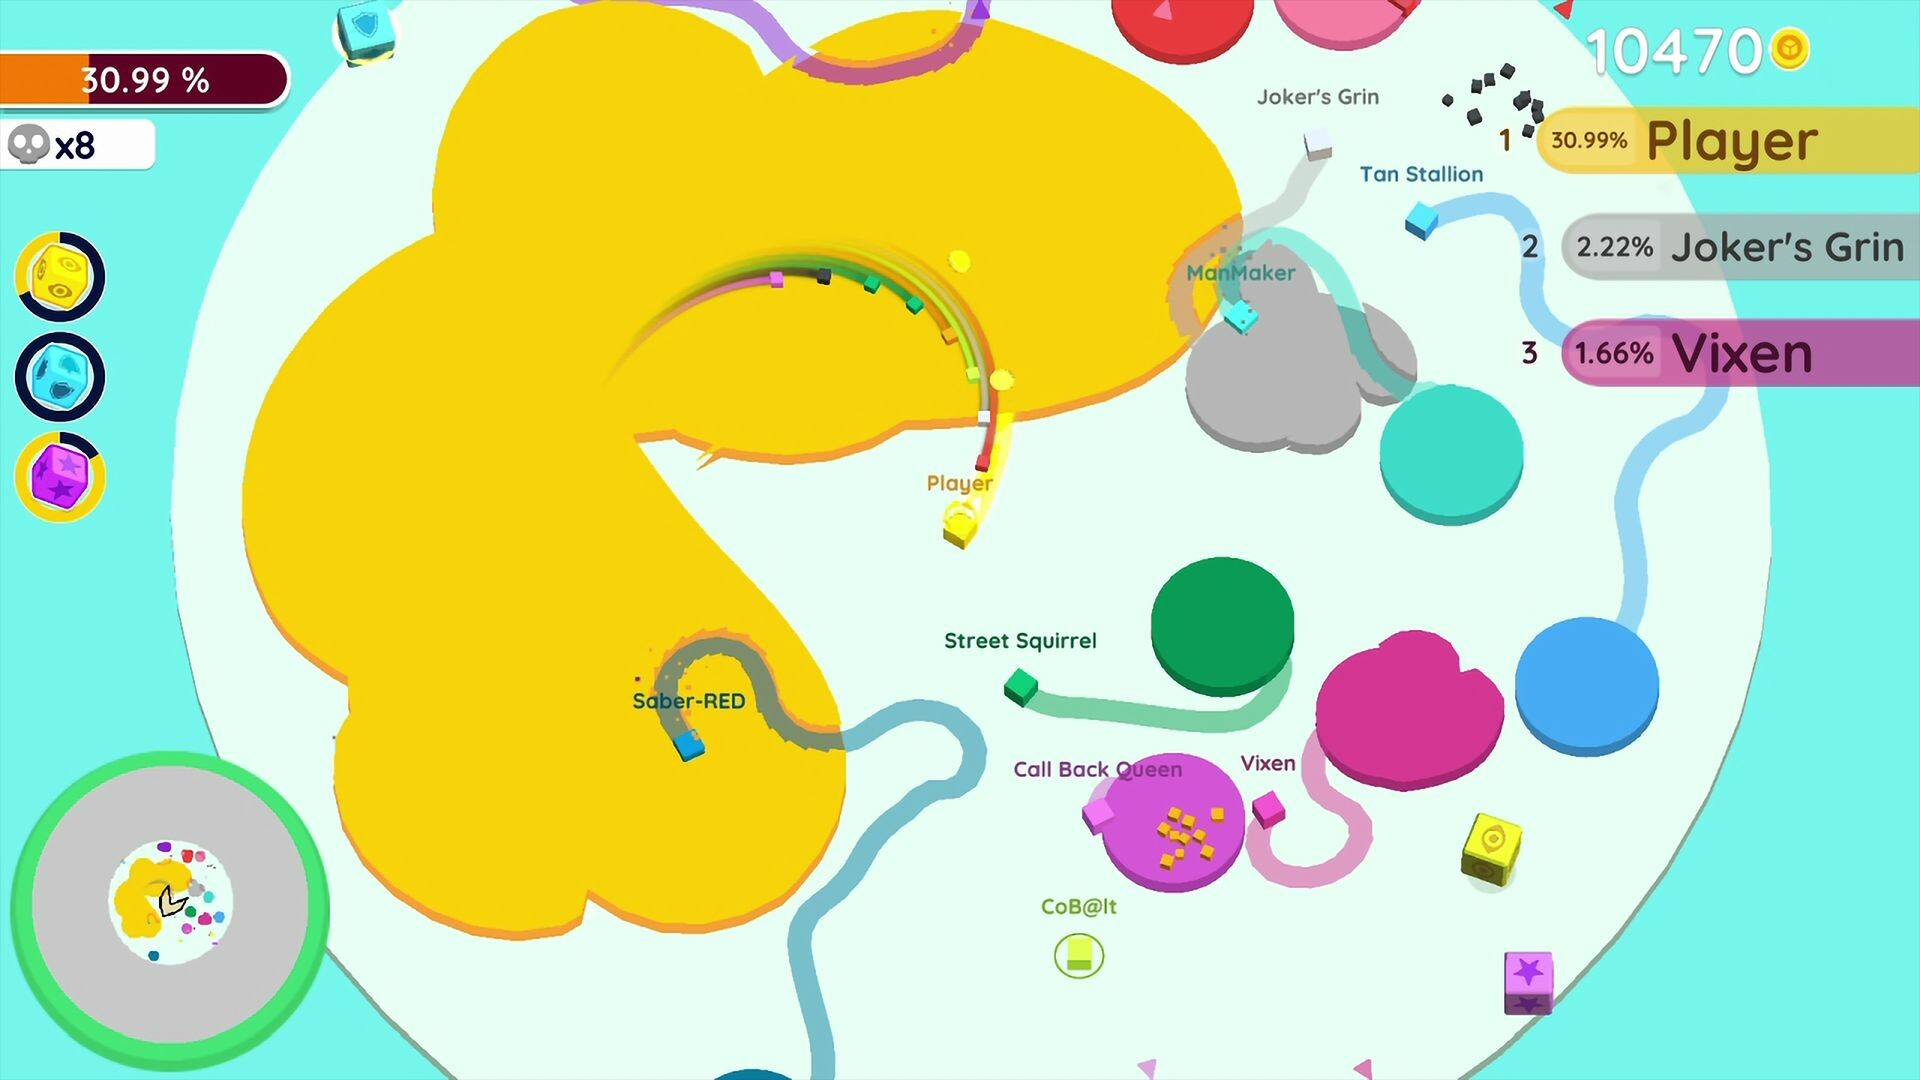 30.99 %
x8
10470
1 30.99% Player
2 2.22% Joker's Grin
3 1.66% Vixen
Joker's Grin
Tan Stallion
ManMaker
Player
Street Squirrel
Saber-RED
Call Back Queen
Vixen
CoB@lt